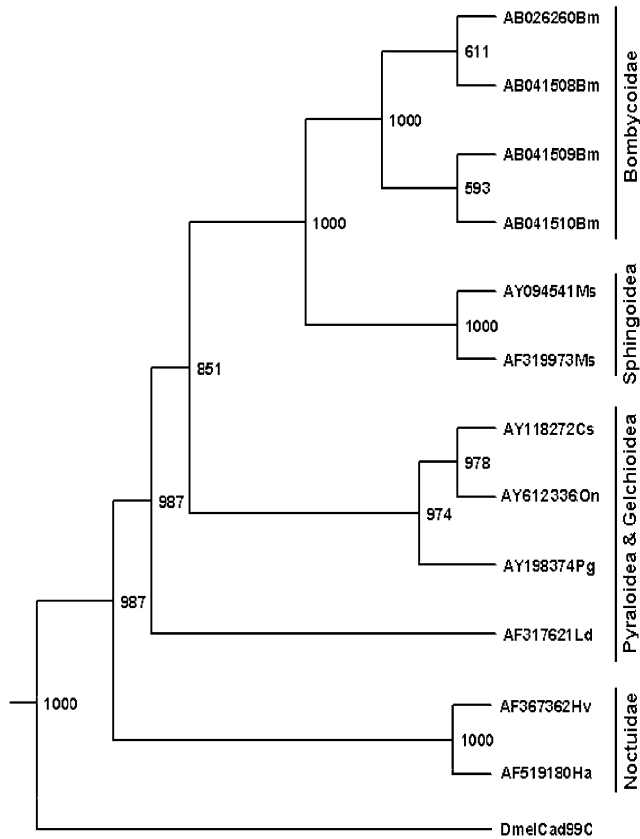 AB026260Bm
611
AB041508Bm
1000
AB041509Bm
593
AB041510Bm
Bombycoidae
1000
AY094541Ms
1000
AF319973Ms
Sphingoidea
851
AY118272Cs
978
AY612336On
974
AY198374Pg
987
AF317621Ld
Pyraloidea & Gelchioidea
987
AF367362Hv
1000
AF519180Ha
Noctuidae
1000
DmelCad99C